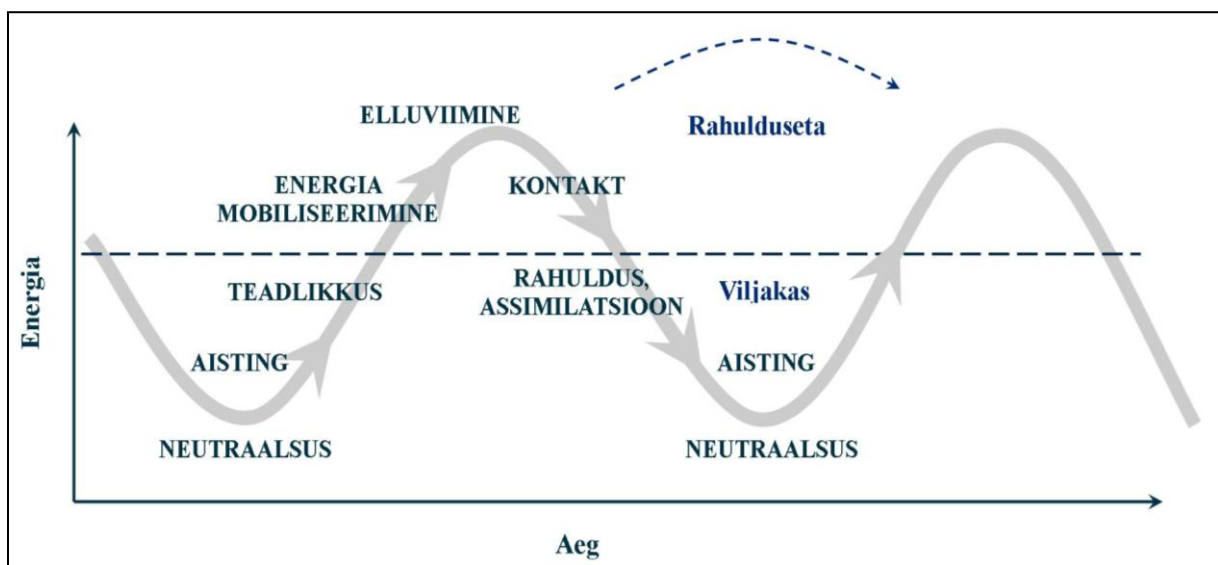 ELLUVIIMINE
Rahulduseta
ENERGIA
MOBILISEERIMINE
KONTAKT
TEADLIKKUS
RAHULDUS,
ASSIMILATSIOON
Viljakas
AISTING
AISTING
NEUTRAALSUS
NEUTRAALSUS
Energia
Aeg